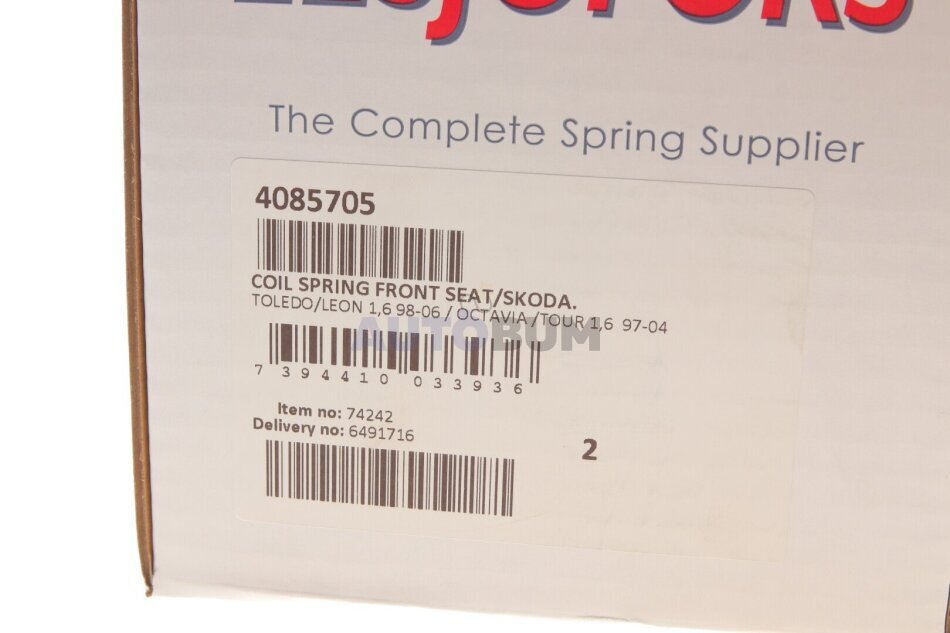 The Complete Spring Supplier
4085705
COIL SPRING FRONT SEAT/SKODA.
TOLEDO/LEON 1,6 98-06 / OCTAVIA /TOUR 1,6 97-04
AUTOBUM
7 394410 033936
Item no: 74242
Delivery no: 6491716
2